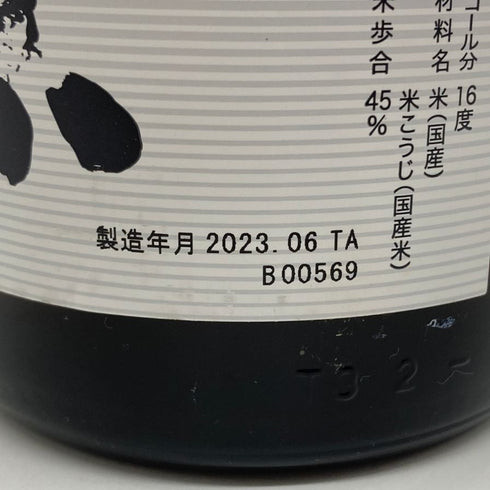 コール分 16度
材料名 米(国産)
米こうじ(国産米)
米歩合 45%
製造年月 2023.06 TA
B00569